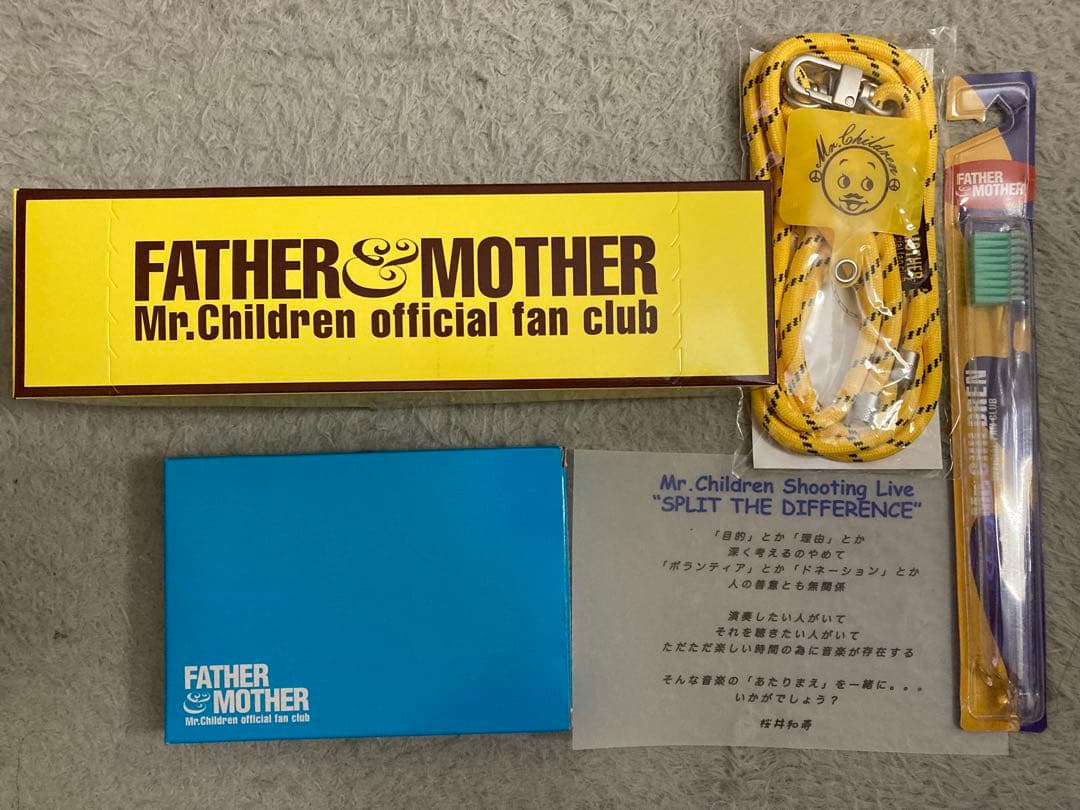 FATHER & MOTHER
Mr.Children official fan club
Mr.Children
FATHER
& MOTHER
MR.CHILDREN
CLUB
FATHER
& MOTHER
Mr.Children official fan club
Mr.Children Shooting Live
"SPLIT THE DIFFERENCE"
「目的」とか「理由」とか
深く考えるのやめて
「ボランティア」とか「ドネーション」とか
人の善意とも無関係
演奏したい人がいて
それを聴きたい人がいて
ただただ楽しい時間の為に音楽が存在する
そんな音楽の「あたりまえ」を一緒に。。。
いかがでしょう？
桜井和寿